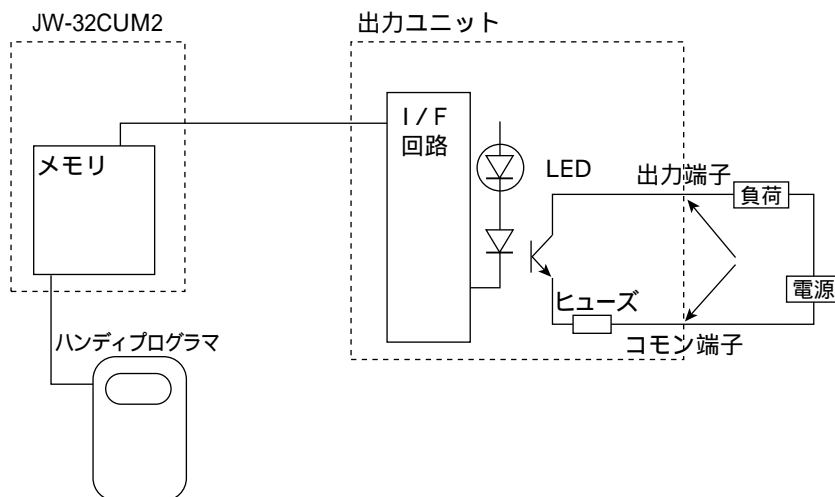 JW-32CUM2
出力ユニット
I/F
回路
メモリ
LED
出力端子
負荷
電源
ヒューズ
コモン端子
ハンディプログラマ